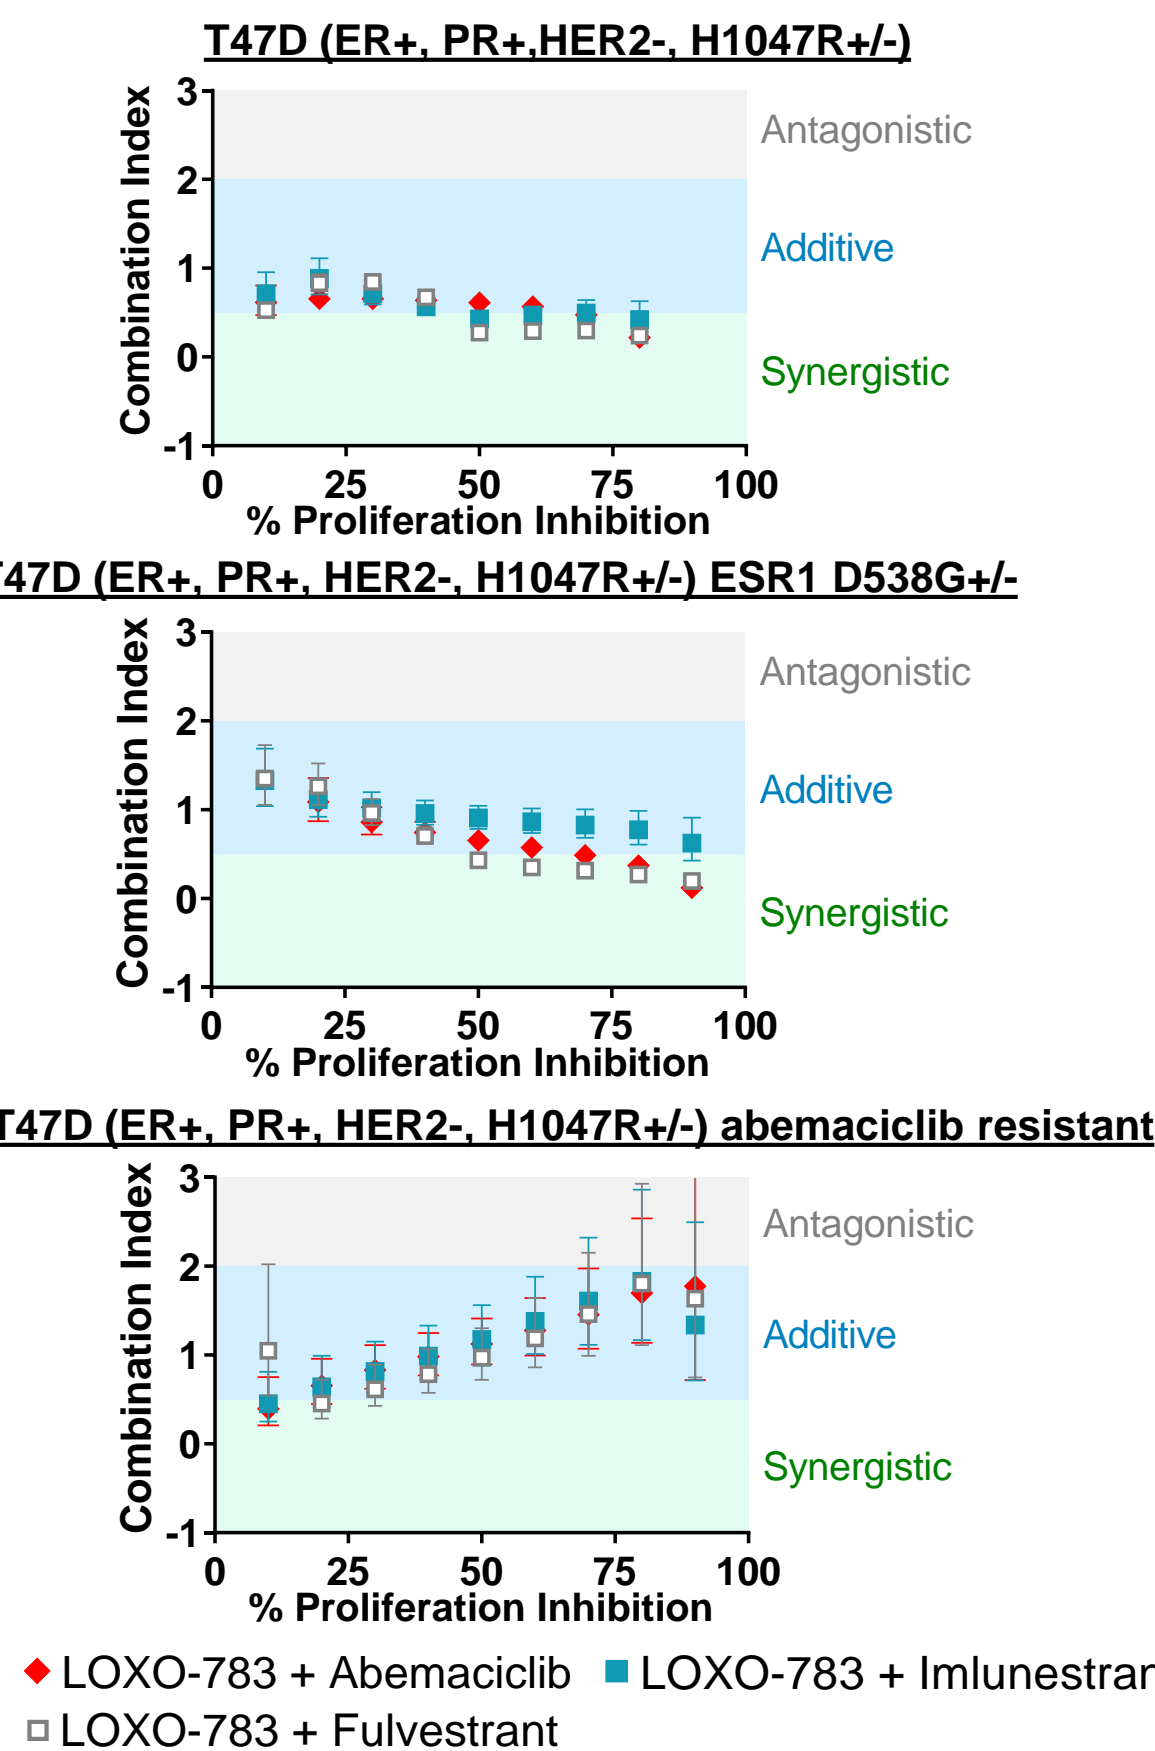 T47D (ER+, PR+,HER2-, H1047R+/-)
Combination Index
3
2
1
0
-1
Antagonistic
Additive
Synergistic
0 25 50 75 100
% Proliferation Inhibition
T47D (ER+, PR+, HER2-, H1047R+/-) ESR1 D538G+/-
Combination Index
3
2
1
0
-1
Antagonistic
Additive
Synergistic
0 25 50 75 100
% Proliferation Inhibition
T47D (ER+, PR+, HER2-, H1047R+/-) abemaciclib resistant
Combination Index
3
2
1
0
-1
Antagonistic
Additive
Synergistic
0 25 50 75 100
% Proliferation Inhibition
LOXO-783 + Abemaciclib LOXO-783 + Imlunestran
LOXO-783 + Fulvestrant